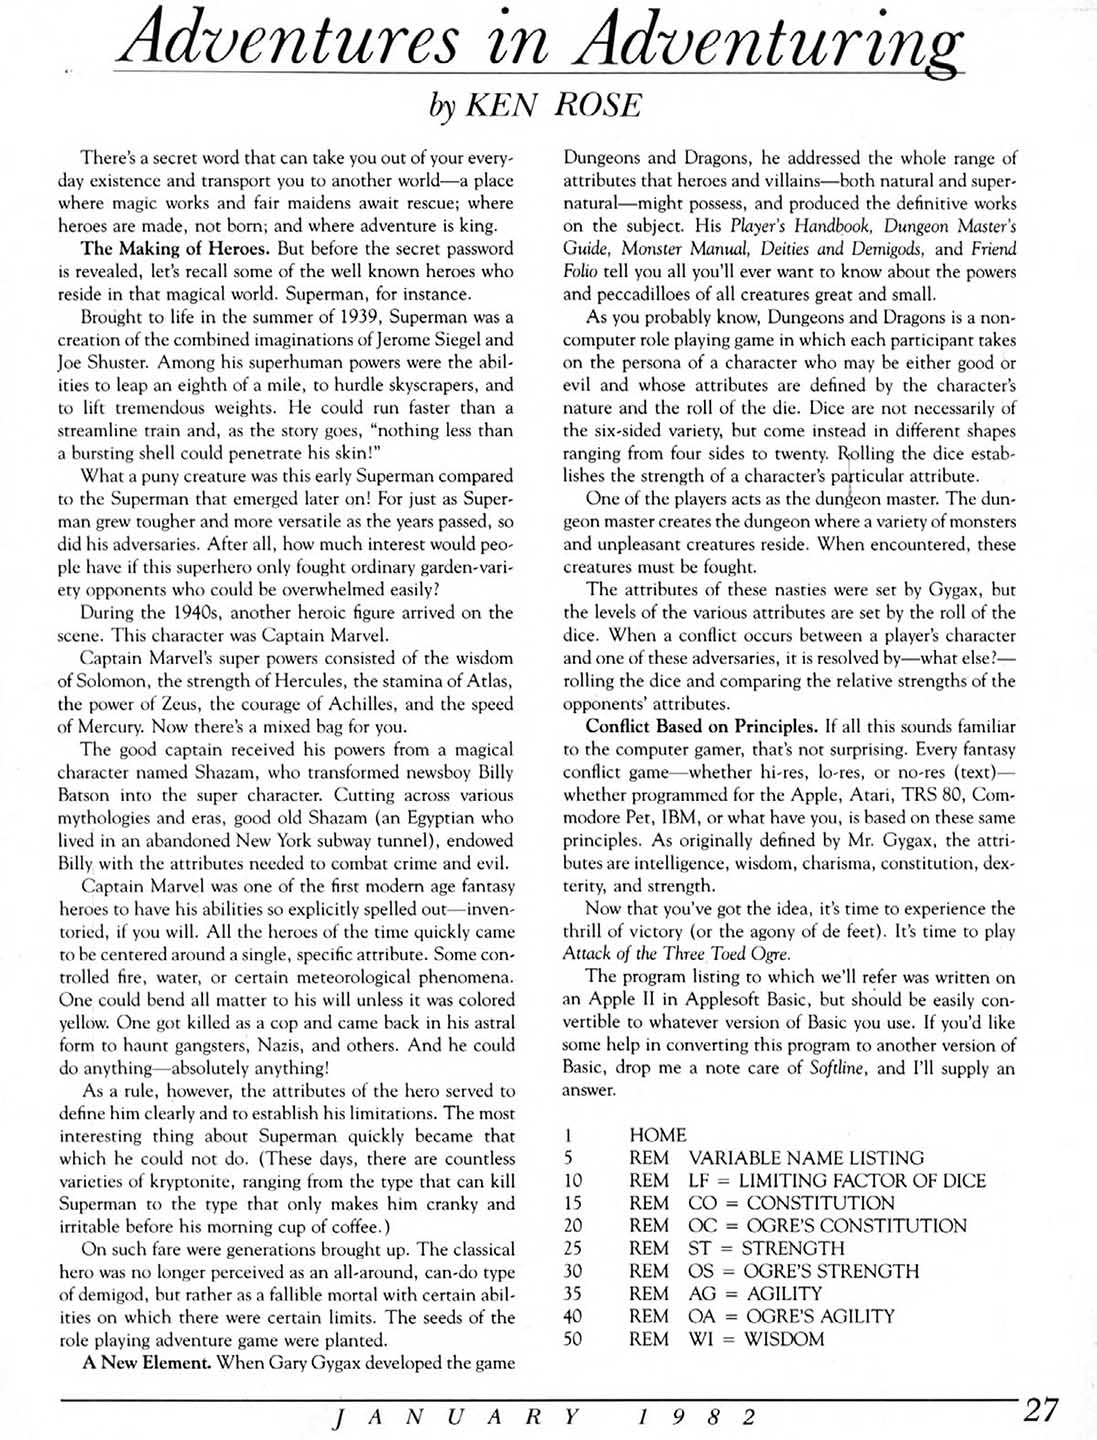 Adventures in Adventuring
by KEN ROSE
There's a secret word that can take you out of your every-
day existence and transport you to another world—a place
where magic works and fair maidens await rescue; where
heroes are made, not born; and where adventure is king.
The Making of Heroes. But before the secret password
is revealed, let's recall some of the well known heroes who
reside in that magical world. Superman, for instance.
Brought to life in the summer of 1939, Superman was a
creation of the combined imaginations of Jerome Siegel and
Joe Shuster. Among his superhuman powers were the abil-
ities to leap an eighth of a mile, to hurdle skyscrapers, and
to lift tremendous weights. He could run faster than a
streamline train and, as the story goes, “nothing less than
a bursting shell could penetrate his skin!”
What a puny creature was this early Superman compared
to the Superman that emerged later on! For just as Super-
man grew tougher and more versatile as the years passed, so
did his adversaries. After all, how much interest would peo-
ple have if this superhero only fought ordinary garden-vari-
ety opponents who could be overwhelmed easily?
During the 1940s, another heroic figure arrived on the
scene. This character was Captain Marvel.
Captain Marvel's super powers consisted of the wisdom
of Solomon, the strength of Hercules, the stamina of Atlas,
the power of Zeus, the courage of Achilles, and the speed
of Mercury. Now there's a mixed bag for you.
The good captain received his powers from a magical
character named Shazam, who transformed newsboy Billy
Batson into the super character. Cutting across various
mythologies and eras, good old Shazam (an Egyptian who
lived in an abandoned New York subway tunnel), endowed
Billy with the attributes needed to combat crime and evil.
Captain Marvel was one of the first modern age fantasy
heroes to have his abilities so explicitly spelled out—inven-
toried, if you will. All the heroes of the time quickly came
to be centered around a single, specific attribute. Some con-
trolled fire, water, or certain meteorological phenomena.
One could bend all matter to his will unless it was colored
yellow. One got killed as a cop and came back in his astral
form to haunt gangsters, Nazis, and others. And he could
do anything—absolutely anything!
As a rule, however, the attributes of the hero served to
define him clearly and to establish his limitations. The most
interesting thing about Superman quickly became that
which he could not do. (These days, there are countless
varieties of kryptonite, ranging from the type that can kill
Superman to the type that only makes him cranky and
irritable before his morning cup of coffee.)
On such fare were generations brought up. The classical
hero was no longer perceived as an all-around, can-do type
of demigod, but rather as a fallible mortal with certain abil-
ities on which there were certain limits. The seeds of the
role playing adventure game were planted.
A New Element. When Gary Gygax developed the game
Dungeons and Dragons, he addressed the whole range of
attributes that heroes and villains—both natural and super-
natural—might possess, and produced the definitive works
on the subject. His Player's Handbook, Dungeon Master's
Guide, Monster Manual, Deities and Demigods, and Friend
Folio tell you all you'll ever want to know about the powers
and peccadilloes of all creatures great and small.
As you probably know, Dungeons and Dragons is a non-
computer role playing game in which each participant takes
on the persona of a character who may be either good or
evil and whose attributes are defined by the character's
nature and the roll of the die. Dice are not necessarily of
the six-sided variety, but come instead in different shapes
ranging from four sides to twenty. Rolling the dice estab-
lishes the strength of a character's particular attribute.
One of the players acts as the dungeon master. The dun-
geon master creates the dungeon where a variety of monsters
and unpleasant creatures reside. When encountered, these
creatures must be fought.
The attributes of these nasties were set by Gygax, but
the levels of the various attributes are set by the roll of the
dice. When a conflict occurs between a player's character
and one of these adversaries, it is resolved by—what else?—
rolling the dice and comparing the relative strengths of the
opponents' attributes.
Conflict Based on Principles. If all this sounds familiar
to the computer gamer, that's not surprising. Every fantasy
conflict game—whether hi-res, lo-res, or no-res (text)—
whether programmed for the Apple, Atari, TRS 80, Com-
modore Pet, IBM, or what have you, is based on these same
principles. As originally defined by Mr. Gygax, the attri-
butes are intelligence, wisdom, charisma, constitution, dex-
terity, and strength.
Now that you've got the idea, it's time to experience the
thrill of victory (or the agony of de feet). It's time to play
Attack of the Three Toed Ogre.
The program listing to which we'll refer was written on
an Apple II in Applesoft Basic, but should be easily con-
vertible to whatever version of Basic you use. If you'd like
some help in converting this program to another version of
Basic, drop me a note care of Softline, and I'll supply an
answer.
1 HOME
5 REM VARIABLE NAME LISTING
10 REM LF = LIMITING FACTOR OF DICE
15 REM CO = CONSTITUTION
20 REM OC = OGRE'S CONSTITUTION
25 REM ST = STRENGTH
30 REM OS = OGRE'S STRENGTH
35 REM AG = AGILITY
40 REM OA = OGRE'S AGILITY
50 REM WI = WISDOM
JANUARY 1982 27